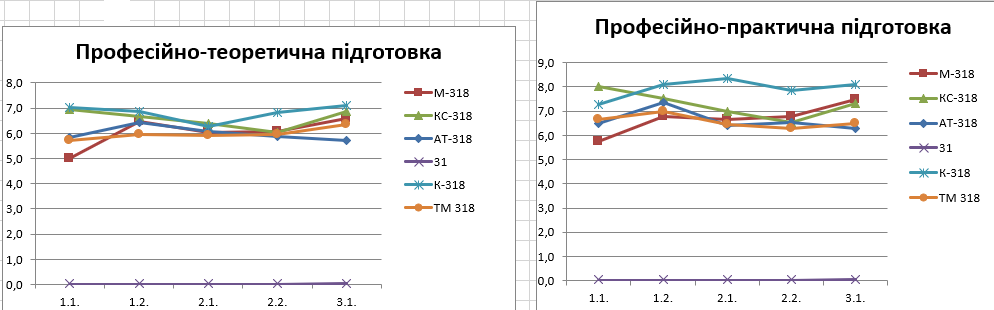 Професійно-теоретична підготовка
8,0
7,0
6,0
5,0
4,0
3,0
2,0
1,0
0,0
1.1. 1.2. 2.1. 2.2. 3.1.
М-318
КС-318
АТ-318
31
К-318
ТМ 318
Професійно-практична підготовка
9,0
8,0
7,0
6,0
5,0
4,0
3,0
2,0
1,0
0,0
1.1. 1.2. 2.1. 2.2. 3.1.
М-318
КС-318
АТ-318
31
К-318
ТМ 318